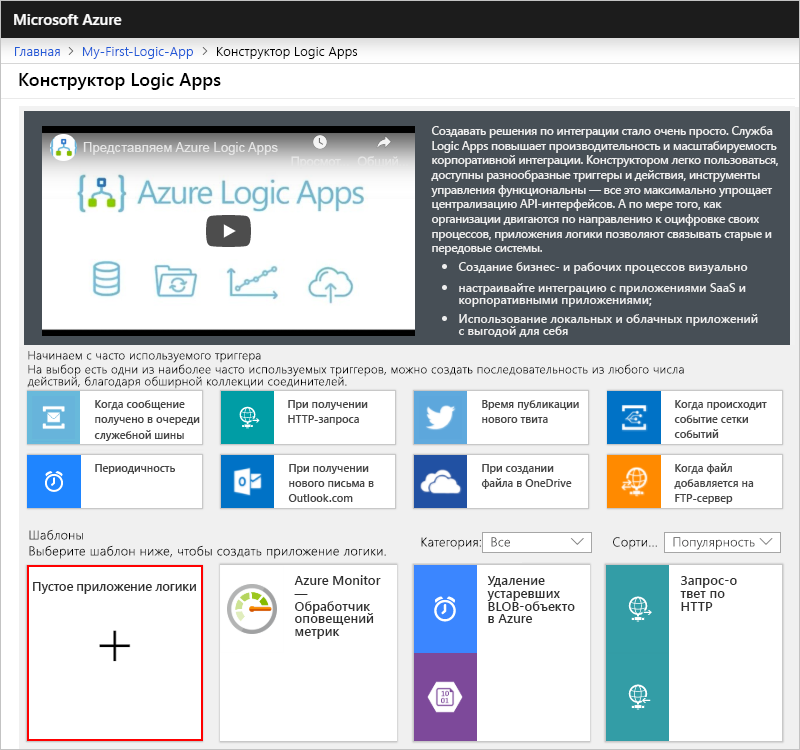 Microsoft Azure
Главная > My-First-Logic-App > Конструктор Logic Apps
Конструктор Logic Apps
Представляем Azure Logic Apps
Просмот
Общий
Azure Logic Apps
Создавать решения по интеграции стало очень просто. Служба
Logic Apps повышает производительность и масштабируемость
корпоративной интеграции. Конструктором легко пользоваться,
доступны разнообразные триггеры и действия, инструменты
управления функциональны — все это максимально упрощает
централизацию API-интерфейсов. А по мере того, как
организации двигаются по направлению к оцифровке своих
процессов, приложения логики позволяют связывать старые и
передовые системы.
• Создание бизнес- и рабочих процессов визуально
• настраивайте интеграцию с приложениями SaaS и
корпоративными приложениями;
• Использование локальных и облачных приложений
с выгодой для себя
Начинаем с часто используемого триггера
На выбор есть одни из наиболее часто используемых триггеров, можно создать последовательность из любого числа
действий, благодаря обширной коллекции соединителей.
Когда сообщение
получено в очереди
служебной шины
При получении
HTTP-запроса
Время публикации
нового твита
Когда происходит
событие сетки
событий
Периодичность
При получении
нового письма в
Outlook.com
При создании
файла в OneDrive
Когда файл
добавляется на
FTP-сервер
Шаблоны
Выберите шаблон ниже, чтобы создать приложение логики.
Категория: Все
Сорти... Популярность
Пустое приложение логики
Azure Monitor
—
Обработчик
оповещений
метрик
Удаление
устаревших
BLOB-объекто
в Azure
10
01
Запрос-о
твет по
HTTP